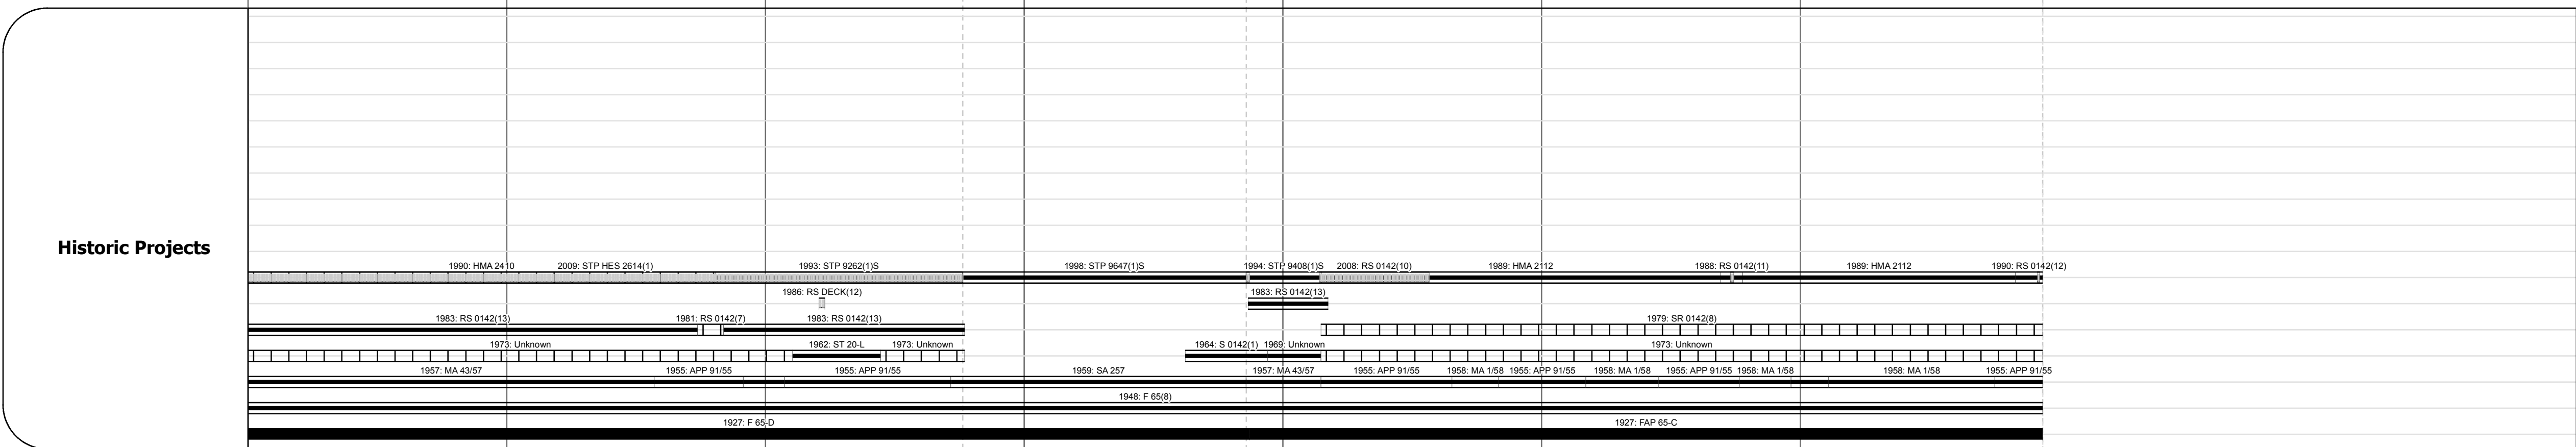 1990: HMA 2410 2009: STP HES 2614(1) 1993: STP 9262(1)S 1998: STP 9647(1)S 1994: STP 9408(1)S 2008: RS 0142(10) 1989: HMA 2112 1988: RS 0142(11) 1989: HMA 2112 1990: RS 0142(12)
Historic Projects
1986: RS DECK(12) 1983: RS 0142(13)
1983: RS 0142(13) 1981: RS 0142(7) 1983: RS 0142(13) 1979: SR 0142(8)
1973: Unknown 1962: ST 20-L 1973: Unknown 1964: S 0142(1) 1969: Unknown 1973: Unknown
1957: MA 43/57 1955: APP 91/55 1955: APP 91/55 1959: SA 257 1957: MA 43/57 1955: APP 91/55 1958: MA 1/58 1955: APP 91/55 1958: MA 1/58 1955: APP 91/55 1958: MA 1/58 1958: MA 1/58 1955: APP 91/55
1948: F 65(8)
1927: F 65-D 1927: FAP 65-C